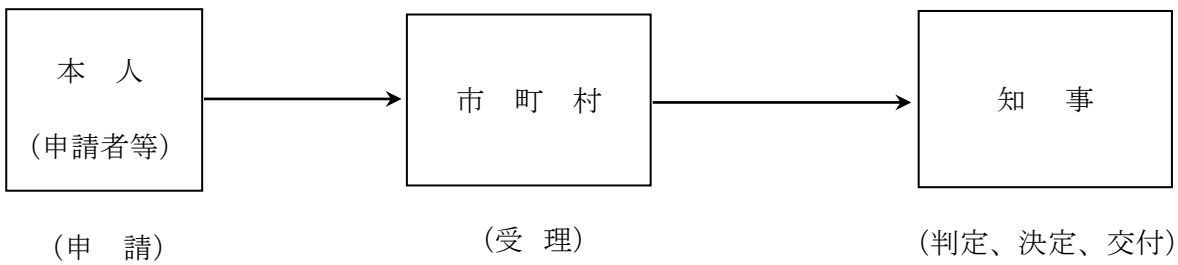 本　人
（申請者等）
市　町　村
知　事
（申　請）
（受　理）
（判定、決定、交付）